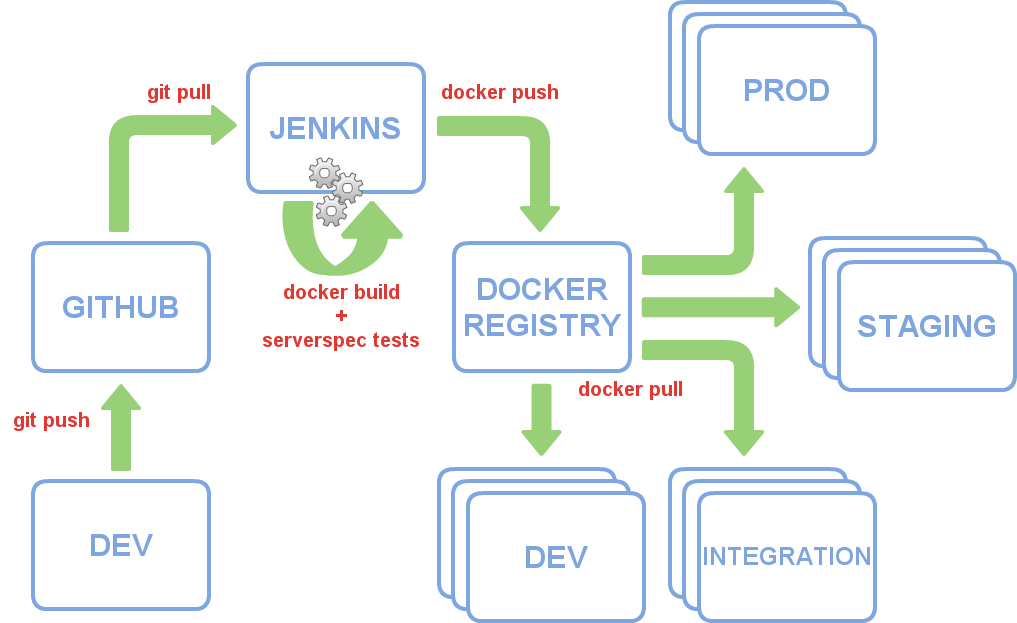 PROD
git pull
docker push
JENKINS
docker build
+
serverspec tests
GITHUB
DOCKER
REGISTRY
STAGING
docker pull
git push
DEV
DEV
INTEGRATION